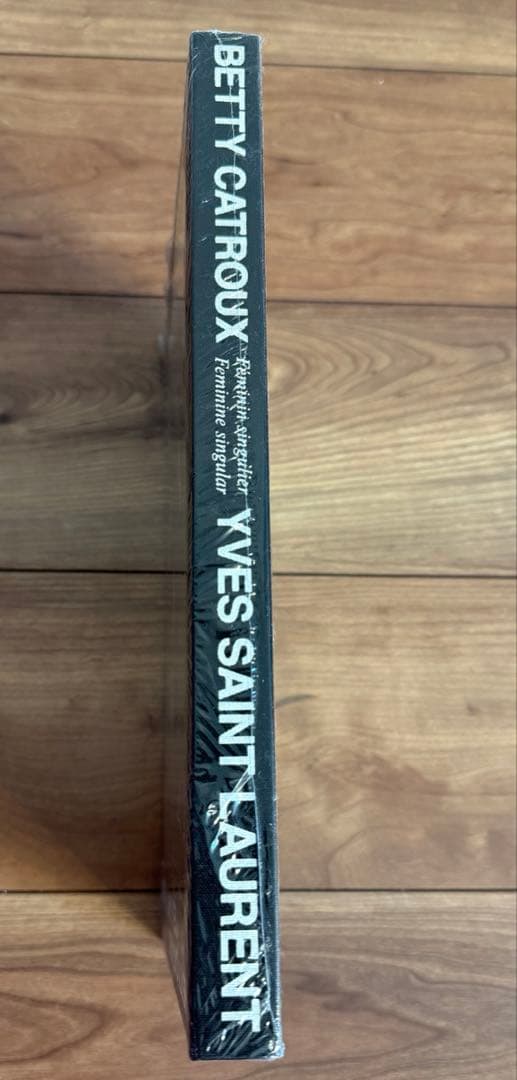 BETTY CATROUX
Féminin singulier
Feminine singular
YVES SAINT LAURENT